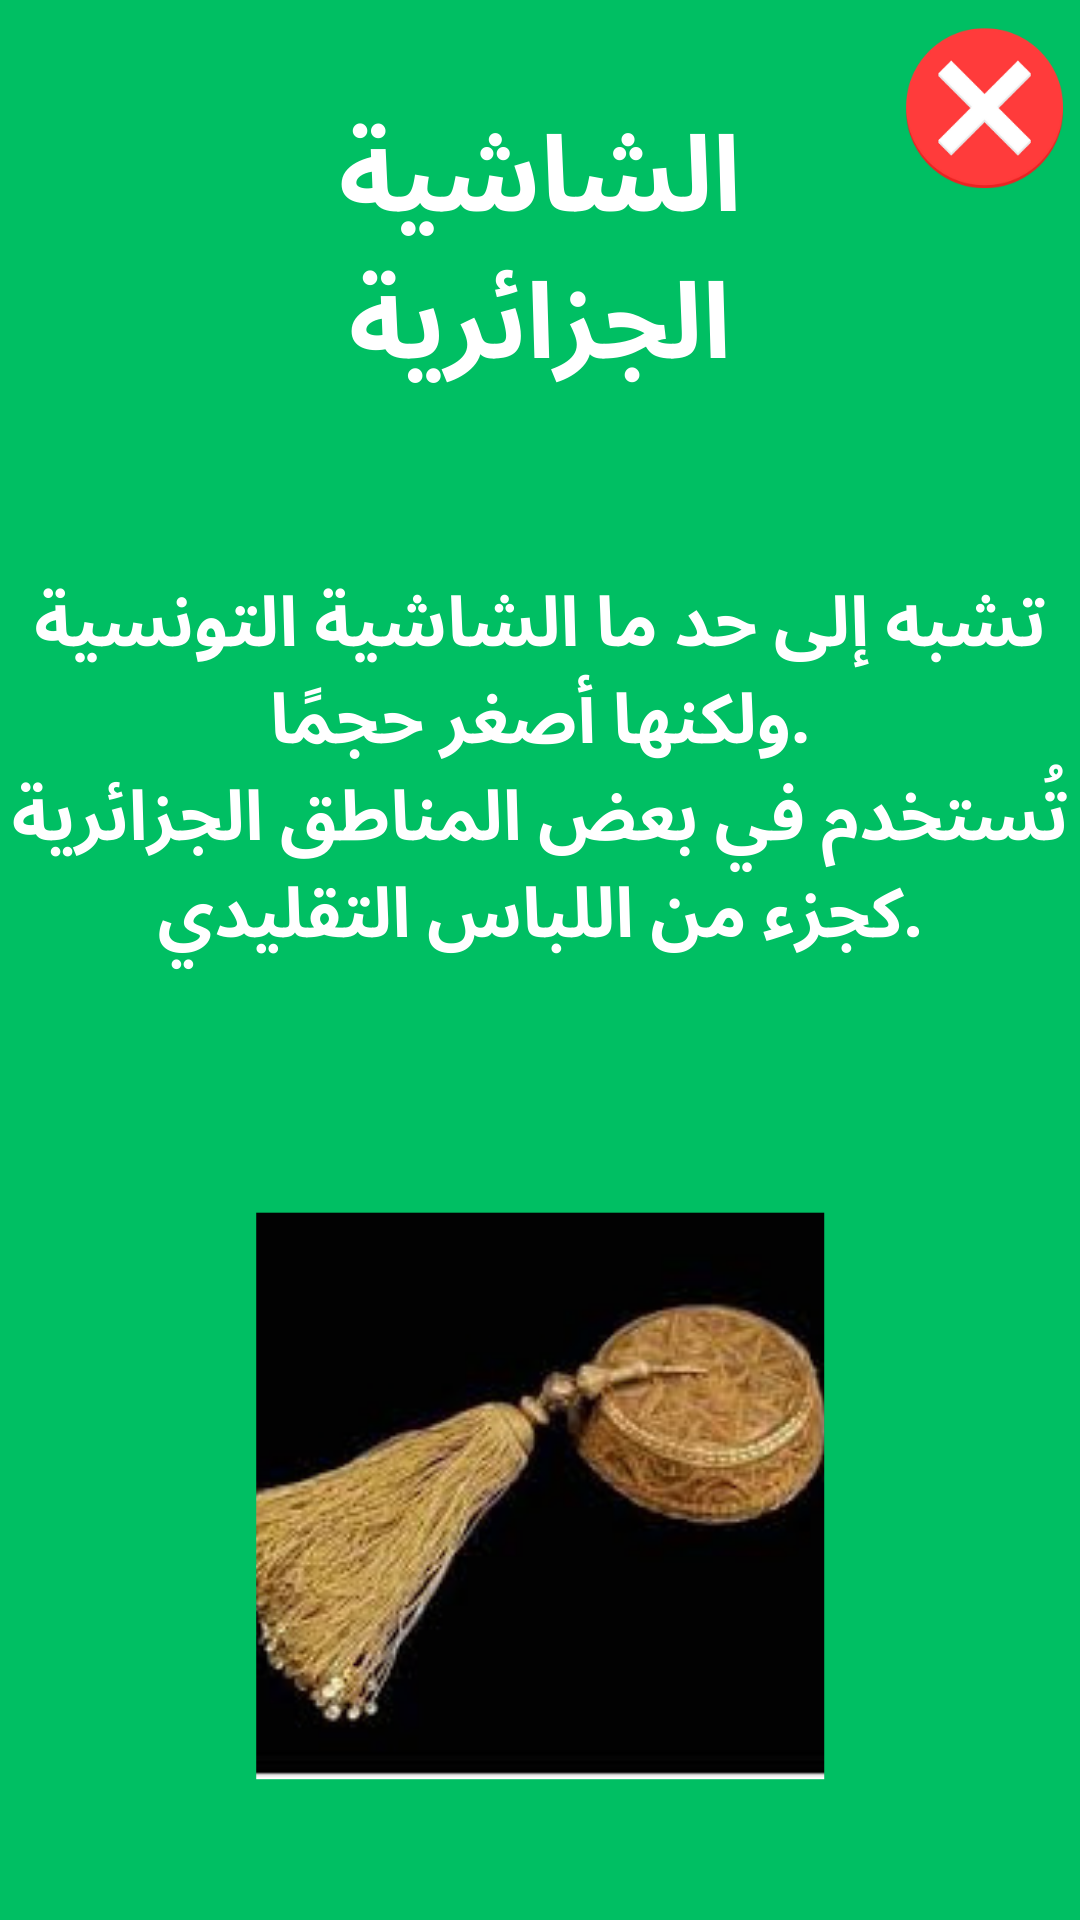 الشاشية
الجزائرية
تشبه إلى حد ما الشاشية التونسية
ولكنها أصغر حجمًا.
تُستخدم في بعض المناطق الجزائرية
كجزء من اللباس التقليدي.